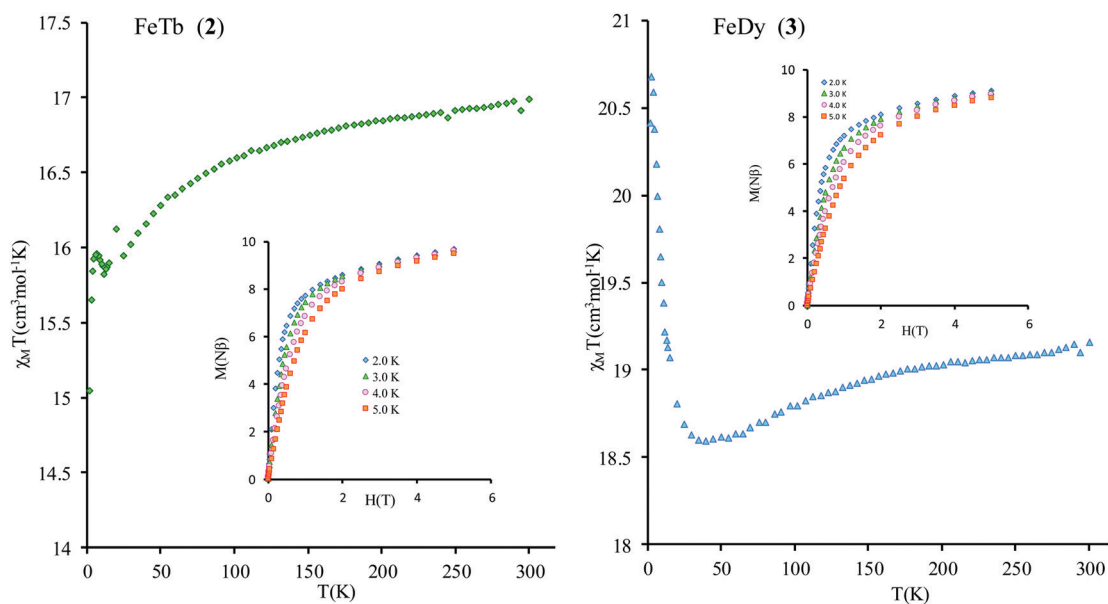 FeTb (2)
17.5
17
16.5
16
15.5
15
14
χMT(cm³mol⁻¹K)
0 50 100 150 200 250 300
T(K)
10
8
6
4
2
0
M(Nβ)
0 2 4 6
H(T)
2.0 K
3.0 K
4.0 K
5.0 K
FeDy (3)
21
20.5
20
19.5
19
18.5
18
χMT(cm³mol⁻¹K)
0 50 100 150 200 250 300
T(K)
10
8
6
4
2
0
M(Nβ)
0 2 4 6
H(T)
2.0 K
3.0 K
4.0 K
5.0 K